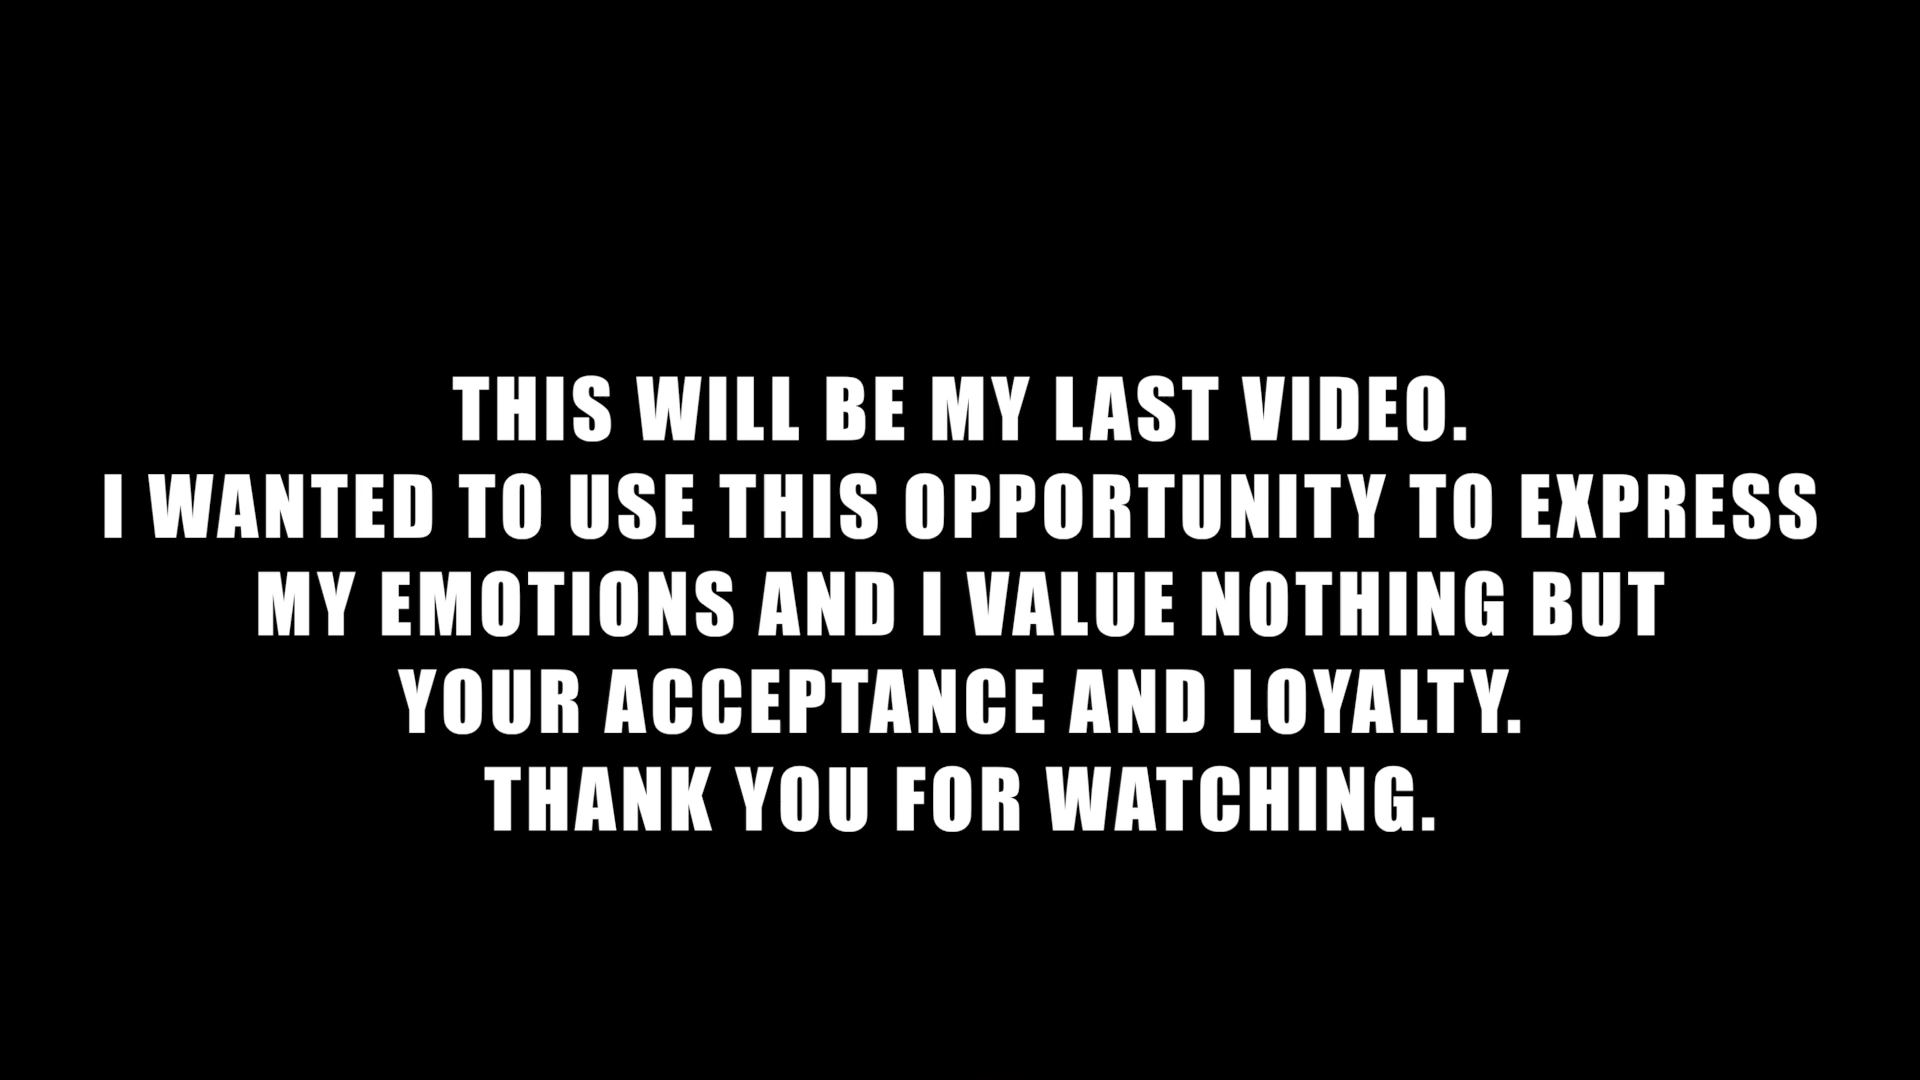 THIS WILL BE MY LAST VIDEO.
I WANTED TO USE THIS OPPORTUNITY TO EXPRESS
MY EMOTIONS AND I VALUE NOTHING BUT
YOUR ACCEPTANCE AND LOYALTY.
THANK YOU FOR WATCHING.